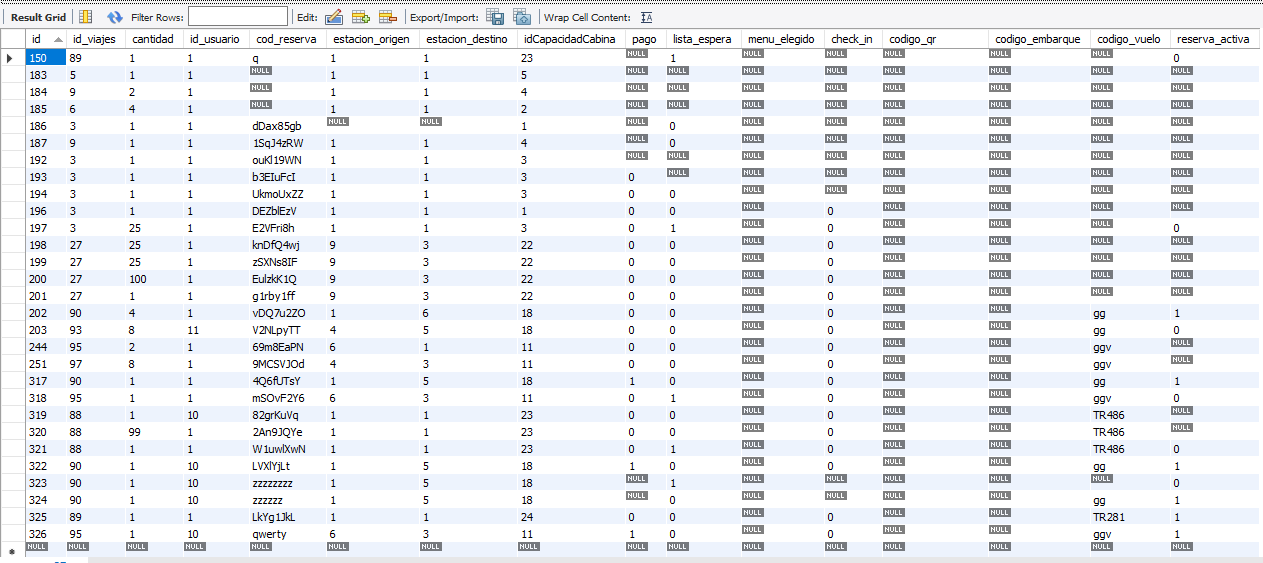 Result Grid Filter Rows: Edit: Export/Import: Wrap Cell Content:
id id_viajes cantidad id_usuario cod_reserva estacion_origen estacion_destino idCapacidadCabina pago lista_espera menu_elegido check_in codigo_qr codigo_embarque codigo_vuelo reserva_activa
150 89 1 1 q 1 1 23 NULL 1 NULL NULL NULL NULL NULL 0
183 5 1 1 NULL 1 1 5 NULL NULL NULL NULL NULL NULL NULL NULL
184 9 2 1 NULL 1 1 4 NULL NULL NULL NULL NULL NULL NULL NULL
185 6 4 1 NULL 1 1 2 NULL NULL NULL NULL NULL NULL NULL NULL
186 3 1 1 dDax85gb NULL NULL 1 NULL 0 NULL NULL NULL NULL NULL NULL
187 9 1 1 1SqJ4zRW 1 1 4 NULL 0 NULL NULL NULL NULL NULL NULL
192 3 1 1 ouKl19WN 1 1 3 NULL NULL NULL NULL NULL NULL NULL NULL
193 3 1 1 b3EIuFcI 1 1 3 0 NULL NULL NULL NULL NULL NULL NULL
194 3 1 1 UkmoUxZZ 1 1 3 0 0 NULL NULL NULL NULL NULL NULL
196 3 1 1 DEZblEzV 1 1 1 0 0 NULL 0 NULL NULL NULL NULL
197 3 25 1 E2VFri8h 1 1 3 0 1 NULL 0 NULL NULL NULL 0
198 27 25 1 knDfQ4wj 9 3 22 0 0 NULL 0 NULL NULL NULL NULL
199 27 25 1 zSXNs8IF 9 3 22 0 0 NULL 0 NULL NULL NULL NULL
200 27 100 1 EulzkK1Q 9 3 22 0 0 NULL 0 NULL NULL NULL NULL
201 27 1 1 g1rby1ff 9 3 22 0 0 NULL 0 NULL NULL NULL NULL
202 90 4 1 vDQ7u2ZO 1 6 18 0 0 NULL 0 NULL NULL gg 1
203 93 8 11 V2NLpyTT 4 5 18 0 0 NULL 0 NULL NULL gg 0
244 95 2 1 69m8EaPN 6 1 11 0 0 NULL 0 NULL NULL ggv NULL
251 97 8 1 9MCSVJOd 4 3 11 0 0 NULL 0 NULL NULL ggv NULL
317 90 1 1 4Q6fUTsY 1 5 18 1 0 NULL 0 NULL NULL gg 1
318 95 1 1 mSOvF2Y6 6 3 11 0 1 NULL 0 NULL NULL ggv 0
319 88 1 10 82grKuVq 1 1 23 0 0 NULL 0 NULL NULL TR486 NULL
320 88 99 1 2An9JQYe 1 1 23 0 0 NULL 0 NULL NULL TR486 NULL
321 88 1 1 W1uwlXwN 1 1 23 0 1 NULL 0 NULL NULL TR486 0
322 90 1 10 LVXlYjLt 1 5 18 1 0 NULL 0 NULL NULL gg 1
323 90 1 10 zzzzzzzz 1 5 18 NULL 1 NULL NULL NULL NULL NULL 0
324 90 1 10 zzzzzz 1 5 18 NULL 0 NULL NULL NULL NULL gg 1
325 89 1 1 LkYg1JkL 1 1 24 0 0 NULL 0 NULL NULL TR281 1
326 95 1 10 qwerty 6 3 11 1 0 NULL 0 NULL NULL ggv 1
NULL NULL NULL NULL NULL NULL NULL NULL NULL NULL NULL NULL NULL NULL NULL NULL